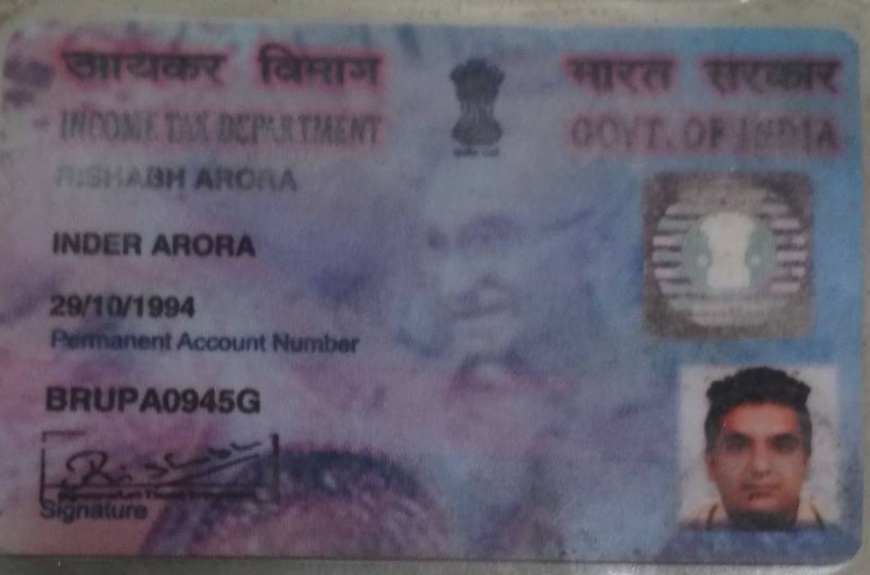 आयकर विभाग भारत सरकार
INCOME TAX DEPARTMENT GOVT. OF INDIA
RISHABH ARORA
INDER ARORA
29/10/1994
Permanent Account Number
BRUPA0945G
Rishabh
Signature